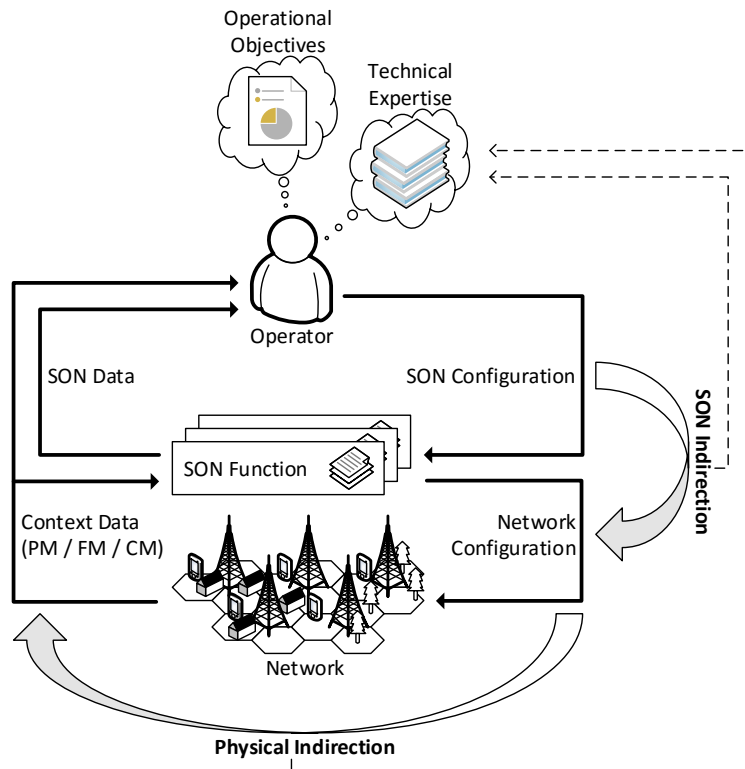 Operational
Objectives
Technical
Expertise
Operator
SON Data
SON Configuration
SON Indirection
SON Function
Context Data
(PM / FM / CM)
Network
Configuration
Network
Physical Indirection